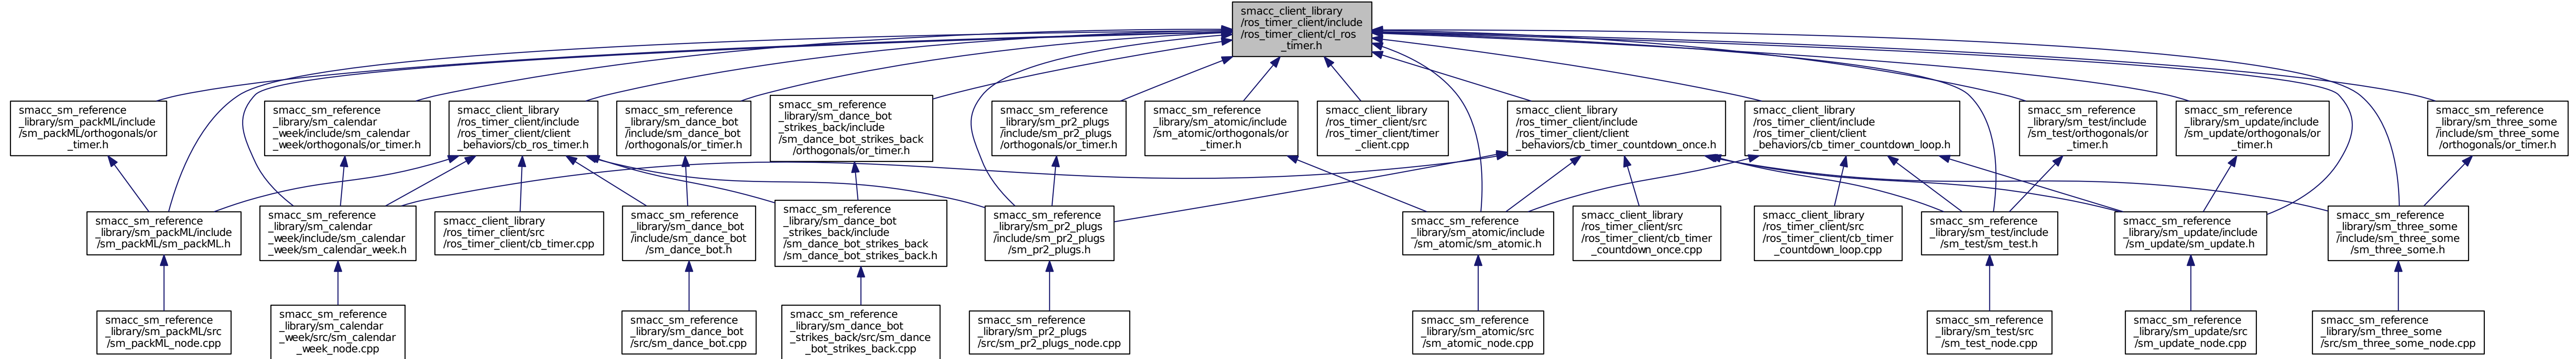 smacc_client_library
/ros_timer_client/include
/ros_timer_client/cl_ros
_timer.h
smacc_sm_reference
_library/sm_packML/include
/sm_packML/orthogonals/or
_timer.h
smacc_sm_reference
_library/sm_calendar
_week/include/sm_calendar
_week/orthogonals/or_timer.h
smacc_client_library
/ros_timer_client/include
/ros_timer_client/client
_behaviors/cb_ros_timer.h
smacc_sm_reference
_library/sm_dance_bot
/include/sm_dance_bot
/orthogonals/or_timer.h
smacc_sm_reference
_library/sm_dance_bot
_strikes_back/include
/sm_dance_bot_strikes_back
/orthogonals/or_timer.h
smacc_sm_reference
_library/sm_pr2_plugs
/include/sm_pr2_plugs
/orthogonals/or_timer.h
smacc_sm_reference
_library/sm_atomic/include
/sm_atomic/orthogonals/or
_timer.h
smacc_client_library
/ros_timer_client/src
/ros_timer_client/timer
_client.cpp
smacc_client_library
/ros_timer_client/include
/ros_timer_client/client
_behaviors/cb_timer_countdown_once.h
smacc_client_library
/ros_timer_client/include
/ros_timer_client/client
_behaviors/cb_timer_countdown_loop.h
smacc_sm_reference
_library/sm_test/include
/sm_test/orthogonals/or
_timer.h
smacc_sm_reference
_library/sm_update/include
/sm_update/orthogonals/or
_timer.h
smacc_sm_reference
_library/sm_three_some
/include/sm_three_some
/orthogonals/or_timer.h
smacc_sm_reference
_library/sm_packML/include
/sm_packML/sm_packML.h
smacc_sm_reference
_library/sm_calendar
_week/include/sm_calendar
_week/sm_calendar_week.h
smacc_client_library
/ros_timer_client/src
/ros_timer_client/cb_timer.cpp
smacc_sm_reference
_library/sm_dance_bot
/include/sm_dance_bot
/sm_dance_bot.h
smacc_sm_reference
_library/sm_dance_bot
_strikes_back/include
/sm_dance_bot_strikes_back
/sm_dance_bot_strikes_back.h
smacc_sm_reference
_library/sm_pr2_plugs
/include/sm_pr2_plugs
/sm_pr2_plugs.h
smacc_sm_reference
_library/sm_atomic/include
/sm_atomic/sm_atomic.h
smacc_client_library
/ros_timer_client/src
/ros_timer_client/cb_timer
_countdown_once.cpp
smacc_client_library
/ros_timer_client/src
/ros_timer_client/cb_timer
_countdown_loop.cpp
smacc_sm_reference
_library/sm_test/include
/sm_test/sm_test.h
smacc_sm_reference
_library/sm_update/include
/sm_update/sm_update.h
smacc_sm_reference
_library/sm_three_some
/include/sm_three_some
/sm_three_some.h
smacc_sm_reference
_library/sm_packML/src
/sm_packML_node.cpp
smacc_sm_reference
_library/sm_calendar
_week/src/sm_calendar
_week_node.cpp
smacc_sm_reference
_library/sm_dance_bot
/src/sm_dance_bot.cpp
smacc_sm_reference
_library/sm_dance_bot
_strikes_back/src/sm_dance
_bot_strikes_back.cpp
smacc_sm_reference
_library/sm_pr2_plugs
/src/sm_pr2_plugs_node.cpp
smacc_sm_reference
_library/sm_atomic/src
/sm_atomic_node.cpp
smacc_sm_reference
_library/sm_test/src
/sm_test_node.cpp
smacc_sm_reference
_library/sm_update/src
/sm_update_node.cpp
smacc_sm_reference
_library/sm_three_some
/src/sm_three_some_node.cpp